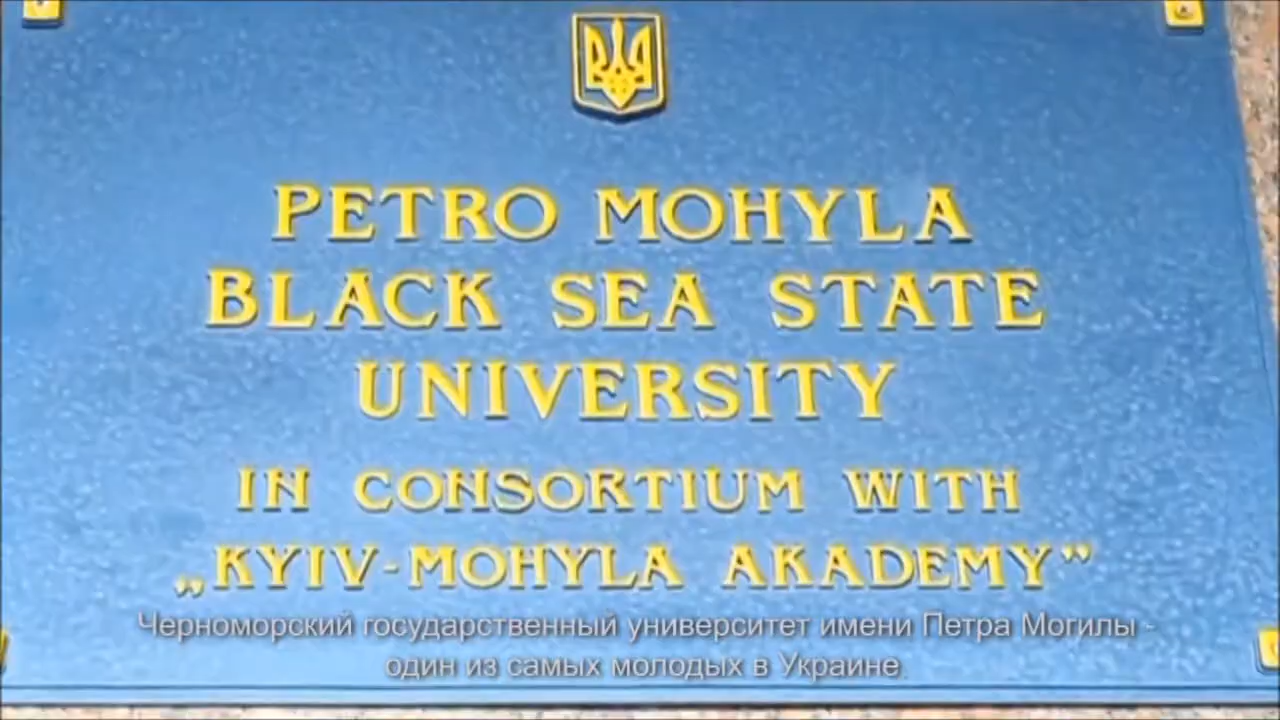 PETRO MOHYLA
BLACK SEA STATE
UNIVERSITY
IN CONSORTIUM WITH
„KYIV-MOHYLA AKADEMY”
Черноморский государственный университет имени Петра Могилы -
один из самых молодых в Украине.